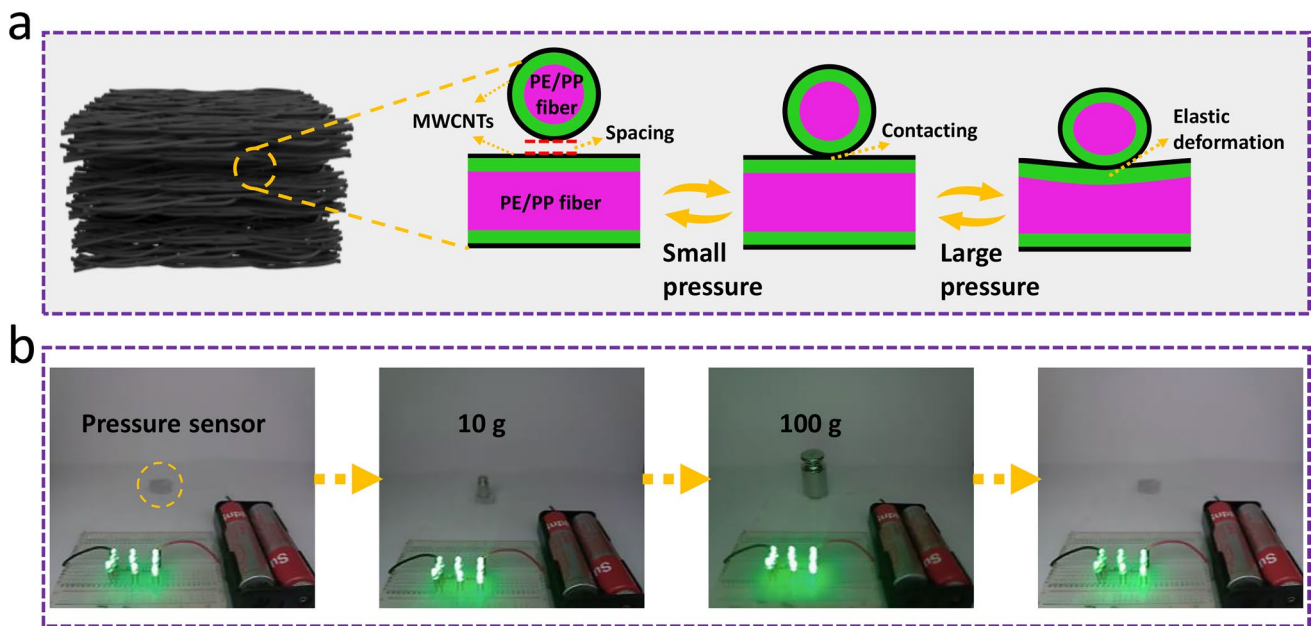 a
PE/PP
fiber
MWCNTs
Spacing
Contacting
Elastic
deformation
PE/PP fiber
Small
pressure
Large
pressure
b
Pressure sensor
10 g
100 g